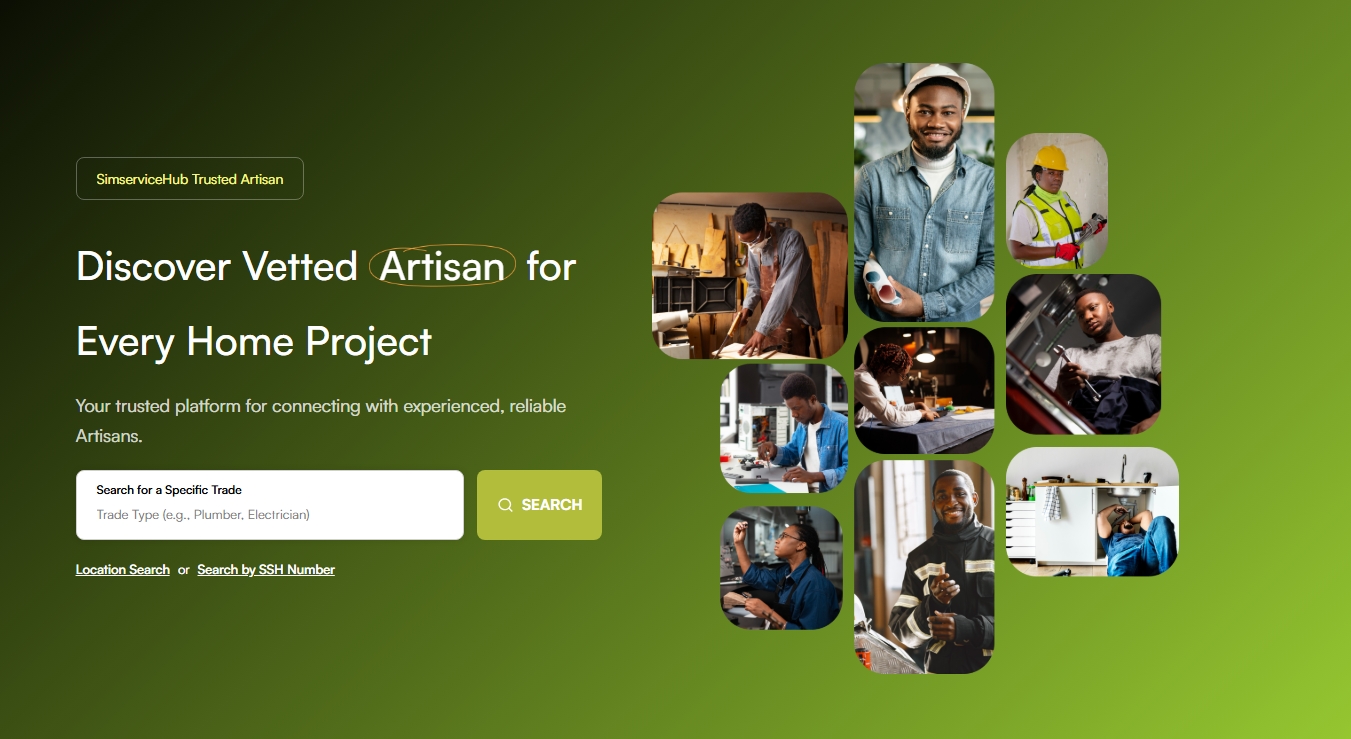 SimserviceHub Trusted Artisan
Discover Vetted Artisan for
Every Home Project
Your trusted platform for connecting with experienced, reliable
Artisans.
Search for a Specific Trade
Trade Type (e.g., Plumber, Electrician)
SEARCH
Location Search or Search by SSH Number